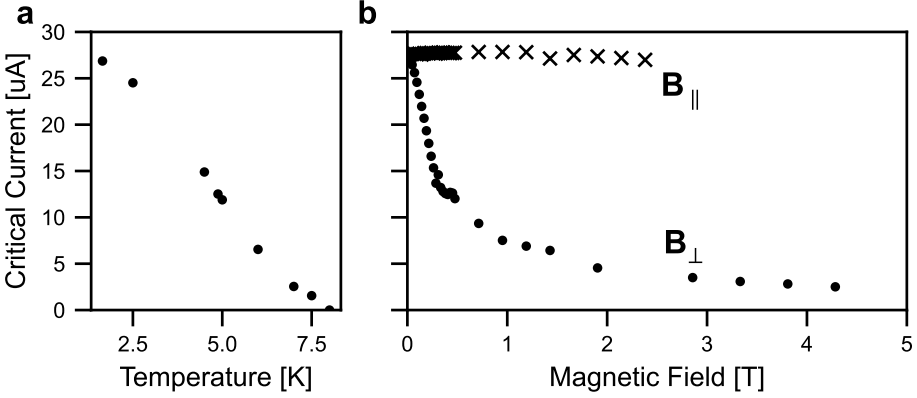 a
b
Critical Current [uA]
30
25
20
15
10
5
0
2.5 5.0 7.5
Temperature [K]
B∥
B⊥
0 1 2 3 4 5
Magnetic Field [T]